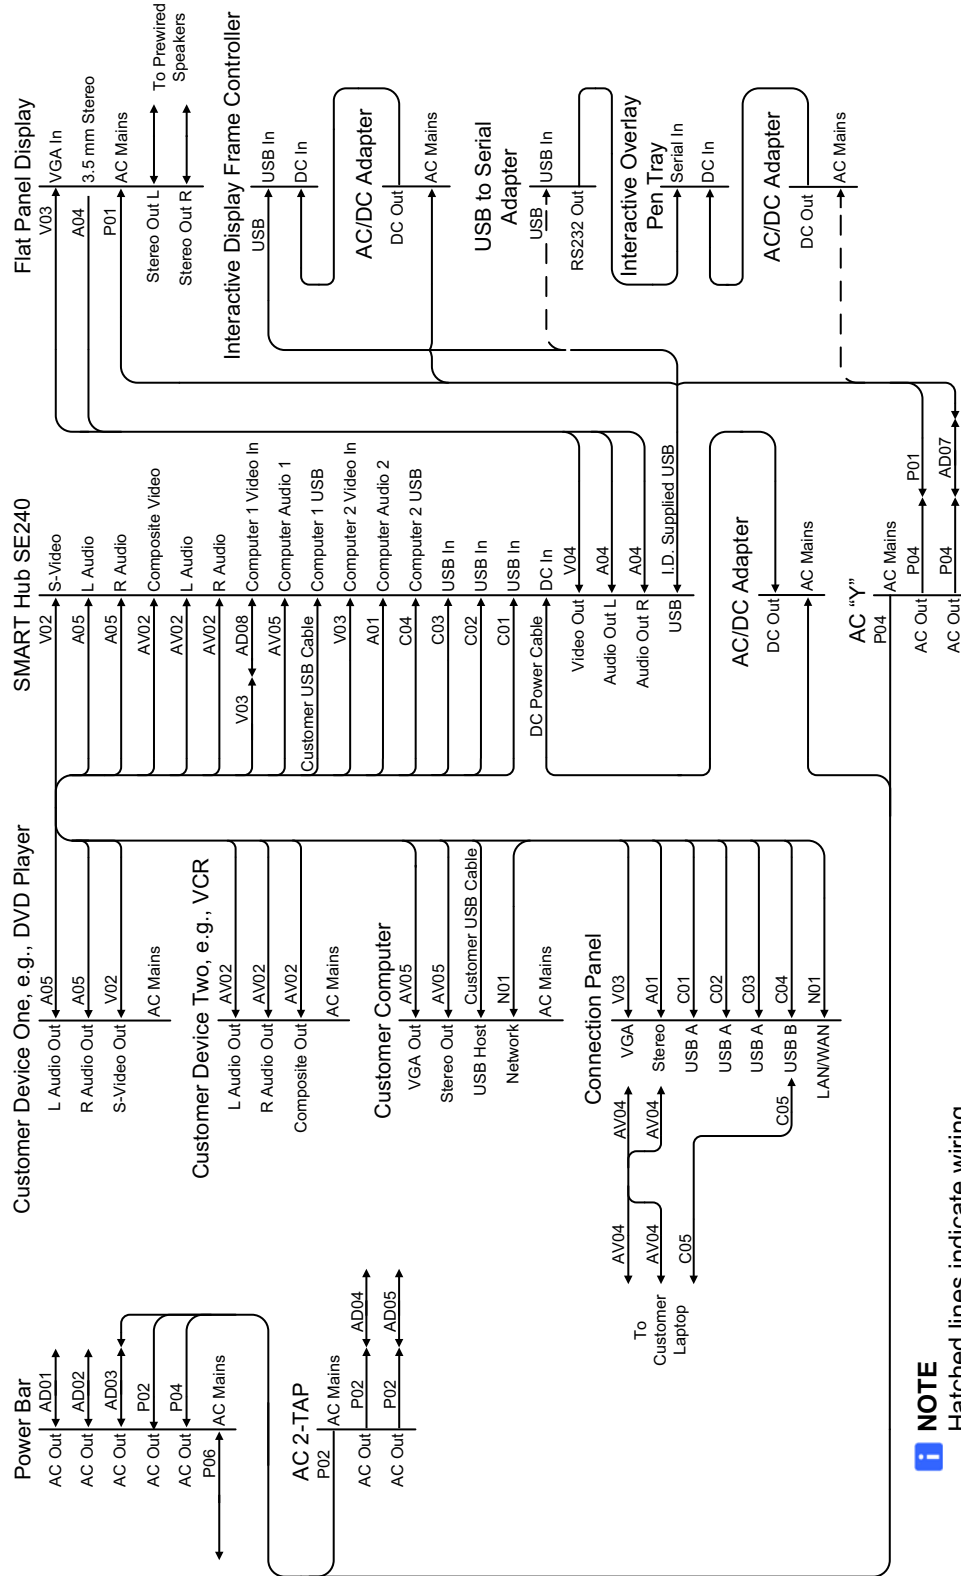 Power Bar
AC Out
AD01
AC Out
AD02
AC Out
AD03
AC Out
P02
AC Out
P04
P06
AC Mains
AC 2-TAP
P02
AC Mains
AC Out
P02
AD04
AC Out
P02
AD05
Customer Device One, e.g., DVD Player
L Audio Out
A05
R Audio Out
A05
S-Video Out
V02
AC Mains
Customer Device Two, e.g., VCR
L Audio Out
AV02
R Audio Out
AV02
Composite Out
AV02
AC Mains
Customer Computer
VGA Out
AV05
Stereo Out
AV05
USB Host
Customer USB Cable
Network
N01
AC Mains
Connection Panel
To
Customer
Laptop
AV04
AV04
VGA
V03
AV04
AV04
Stereo
A01
USB A
C01
USB A
C02
USB A
C03
C05
C05
USB B
C04
LAN/WAN
N01
SMART Hub SE240
V02
S-Video
A05
L Audio
A05
R Audio
AV02
Composite Video
AV02
L Audio
AV02
R Audio
V03
AD08
Computer 1 Video In
AV05
Computer Audio 1
Customer USB Cable
Computer 1 USB
V03
Computer 2 Video In
A01
Computer Audio 2
C04
Computer 2 USB
C03
USB In
C02
USB In
C01
USB In
DC Power Cable
DC In
Video Out
V04
Audio Out L
A04
Audio Out R
A04
USB
I.D. Supplied USB
AC/DC Adapter
DC Out
AC Mains
AC “Y”
P04
AC Mains
AC Out
P04
P01
AC Out
P04
AD07
Flat Panel Display
V03
VGA In
A04
3.5 mm Stereo
P01
AC Mains
Stereo Out L
Stereo Out R
To Prewired
Speakers
Interactive Display Frame Controller
USB
USB In
DC In
AC/DC Adapter
DC Out
AC Mains
USB to Serial
Adapter
USB
USB In
RS232 Out
Interactive Overlay
Pen Tray
Serial In
DC In
AC/DC Adapter
DC Out
AC Mains
i NOTE
Hatched lines indicate wiring